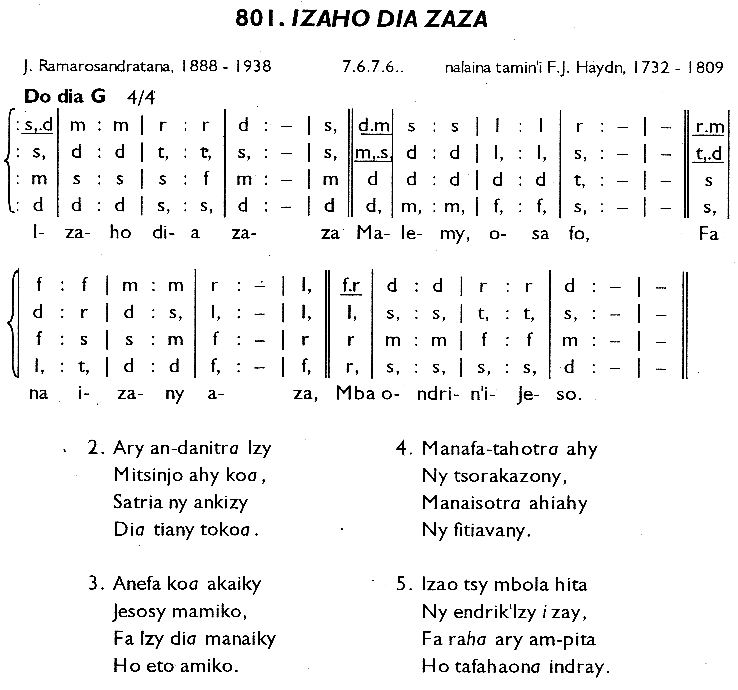 801. IZAHO DIA ZAZA
J. Ramarosandratana, 1888 - 1938 7.6.7.6.. nalaina tamin'i F.J. Haydn, 1732 - 1809
Do dia G 4/4
: s,.d | m : m | r : r | d : – | s, || d.m | s : s | l : l | r : – | – || r.m
: s, | d : d | t, : t, | s, : – | s, || m,.s, | d : d | l, : l, | s, : – | – || t,.d
: m | s : s | s : f | m : – | m || d | d : d | d : d | t, : – | – || s
: d | d : d | s, : s, | d : – | d || d, | m, : m, | f, : f, | s, : – | – || s,
I- za- ho di- a za- za Ma- le- my, o- sa fo, Fa
f : f | m : m | r : – | l, || f.r | d : d | r : r | d : – | – ||
d : r | d : s, | l, : – | l, || l, | s, : s, | t, : t, | s, : – | – ||
f : s | s : m | f : – | r || r | m : m | f : f | m : – | – ||
l, : t, | d : d | f, : – | f, || r, | s, : s, | s, : s, | d : – | – ||
na i- za- ny a- za, Mba o- ndri- n'i- Je- so.
2. Ary an-danitra Izy
Mitsinjo ahy koa,
Satria ny ankizy
Dia tiany tokoa.
3. Anefa koa akaiky
Jesosy mamiko,
Fa Izy dia manaiky
Ho eto amiko.
4. Manafa-tahotra ahy
Ny tsorakazony,
Manaisotra ahiahy
Ny fitiavany.
5. Izao tsy mbola hita
Ny endrik'Izy izay,
Fa raha ary am-pita
Ho tafahaona indray.